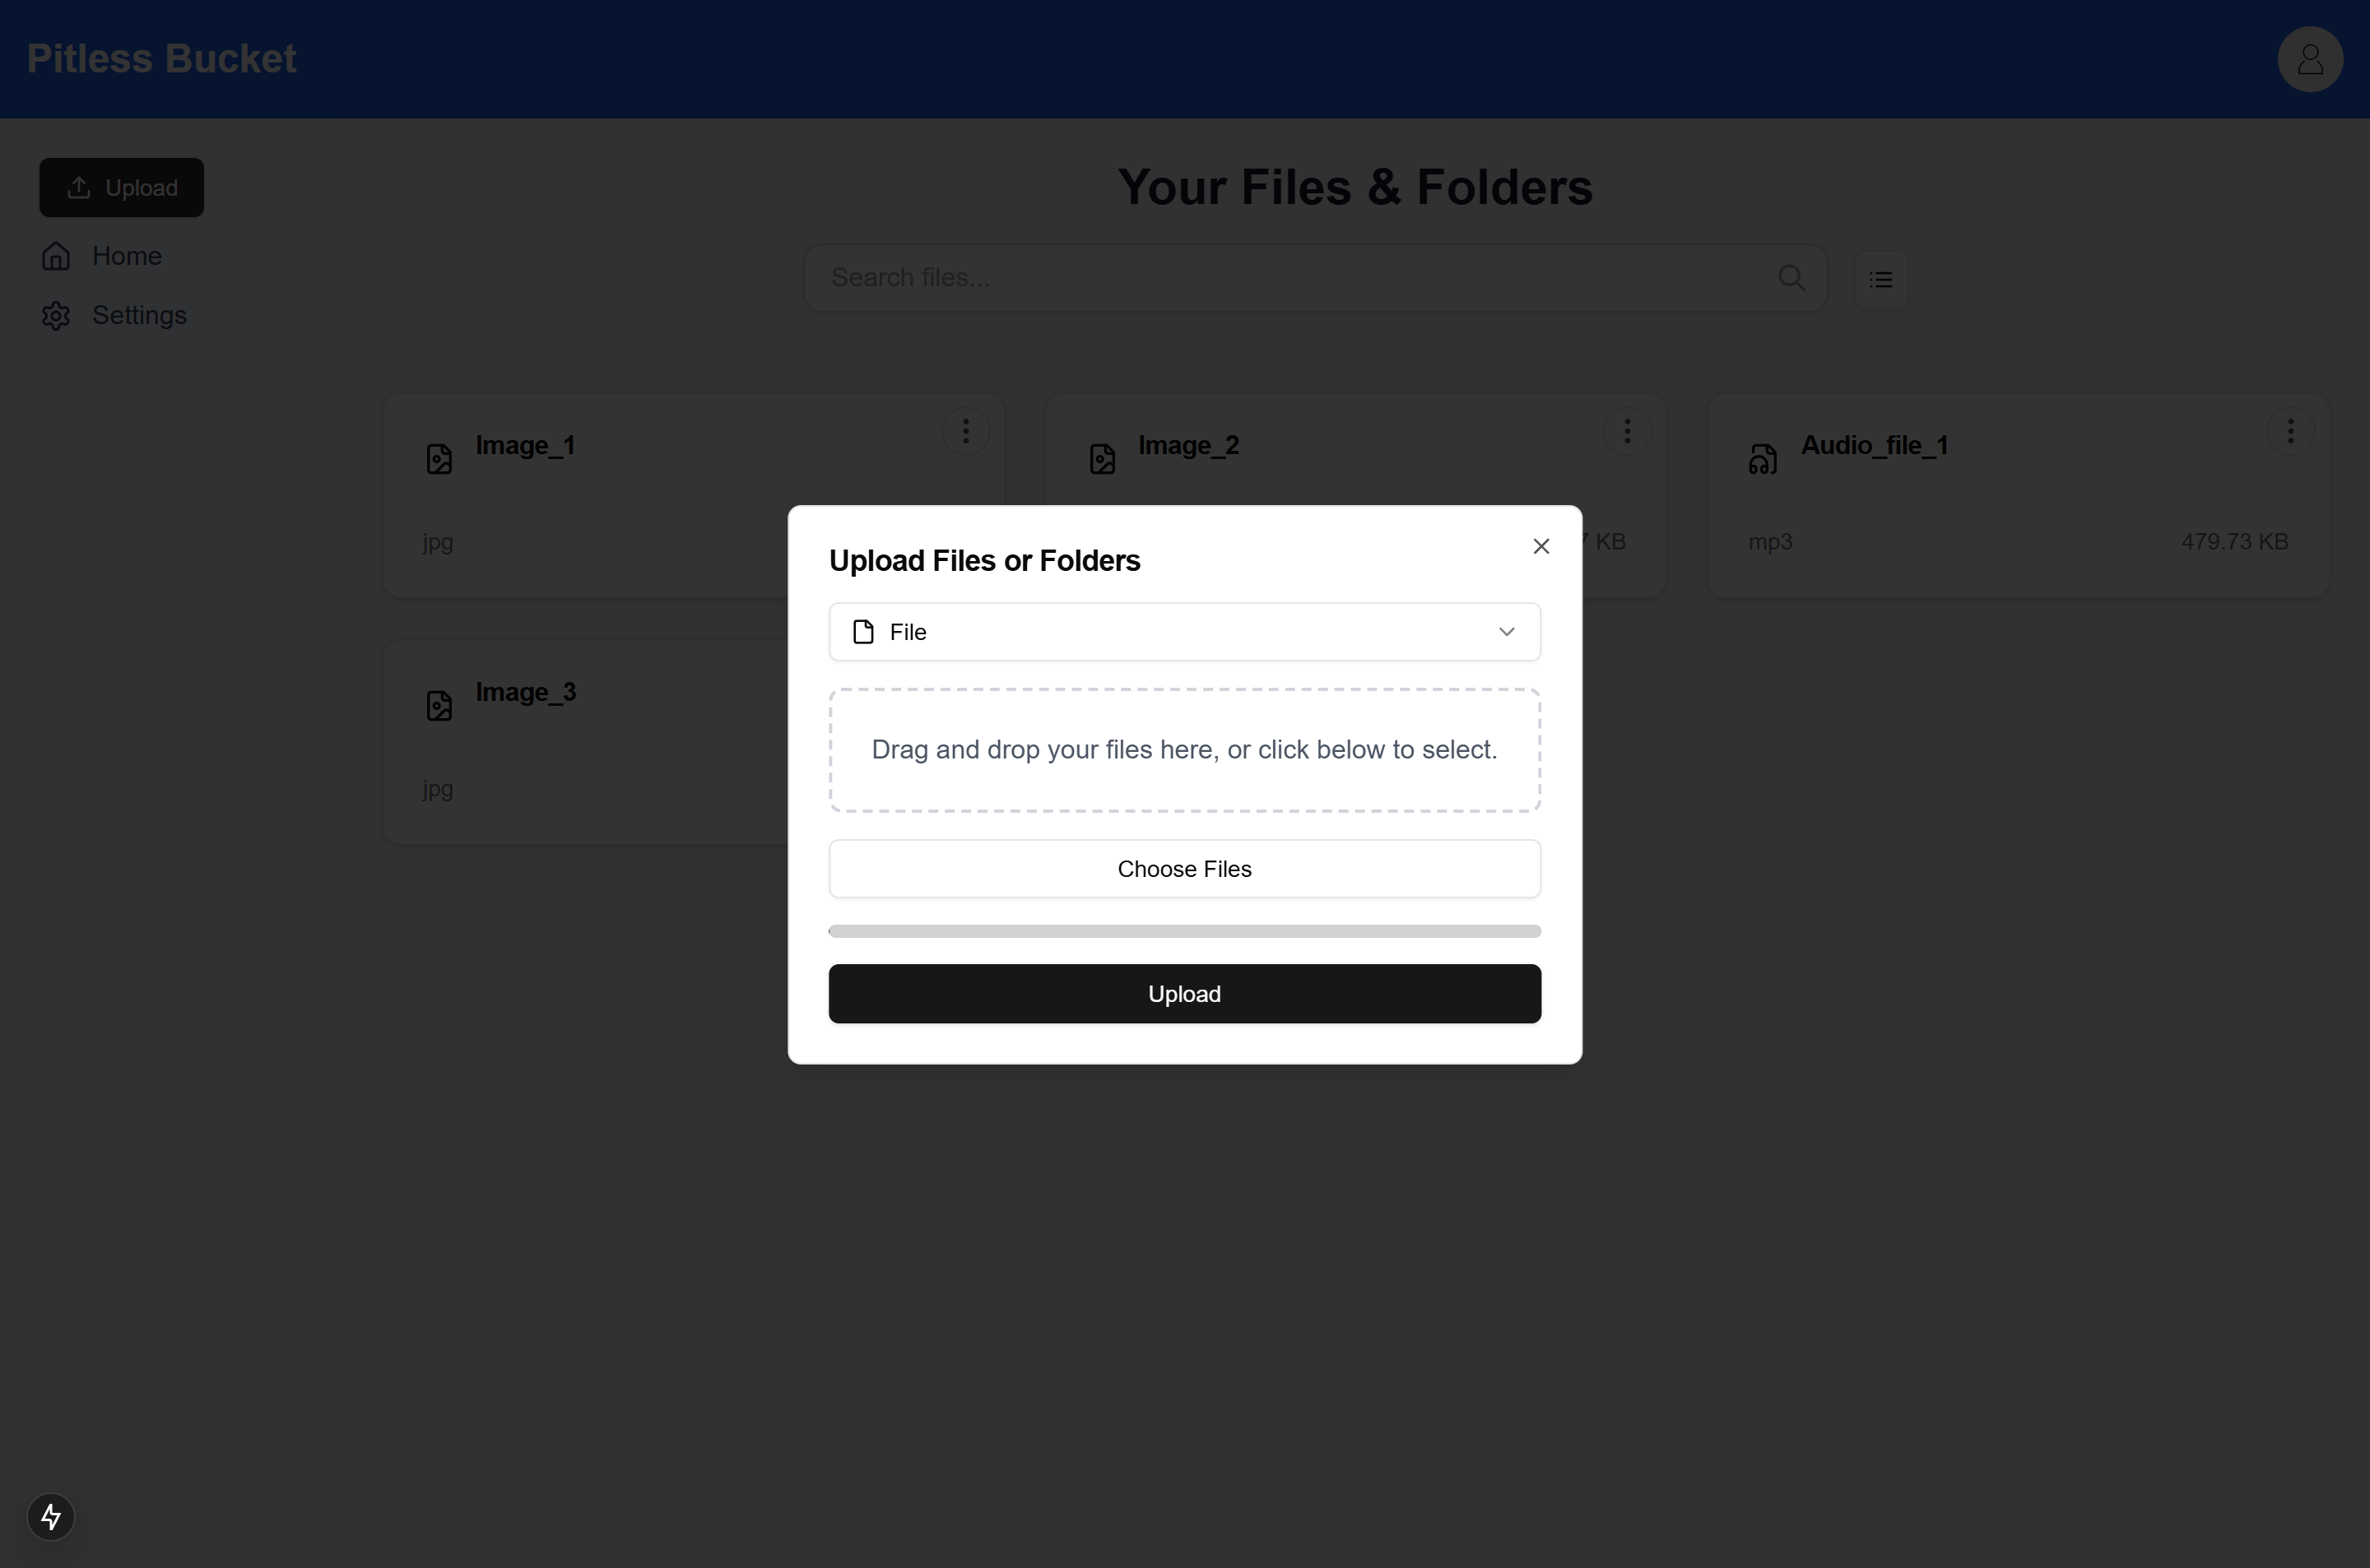 Pitless Bucket
Upload
Home
Settings
Your Files & Folders
Search files...
Image_1
jpg
Image_2
KB
Audio_file_1
mp3
479.73 KB
Image_3
jpg
Upload Files or Folders
File
Drag and drop your files here, or click below to select.
Choose Files
Upload